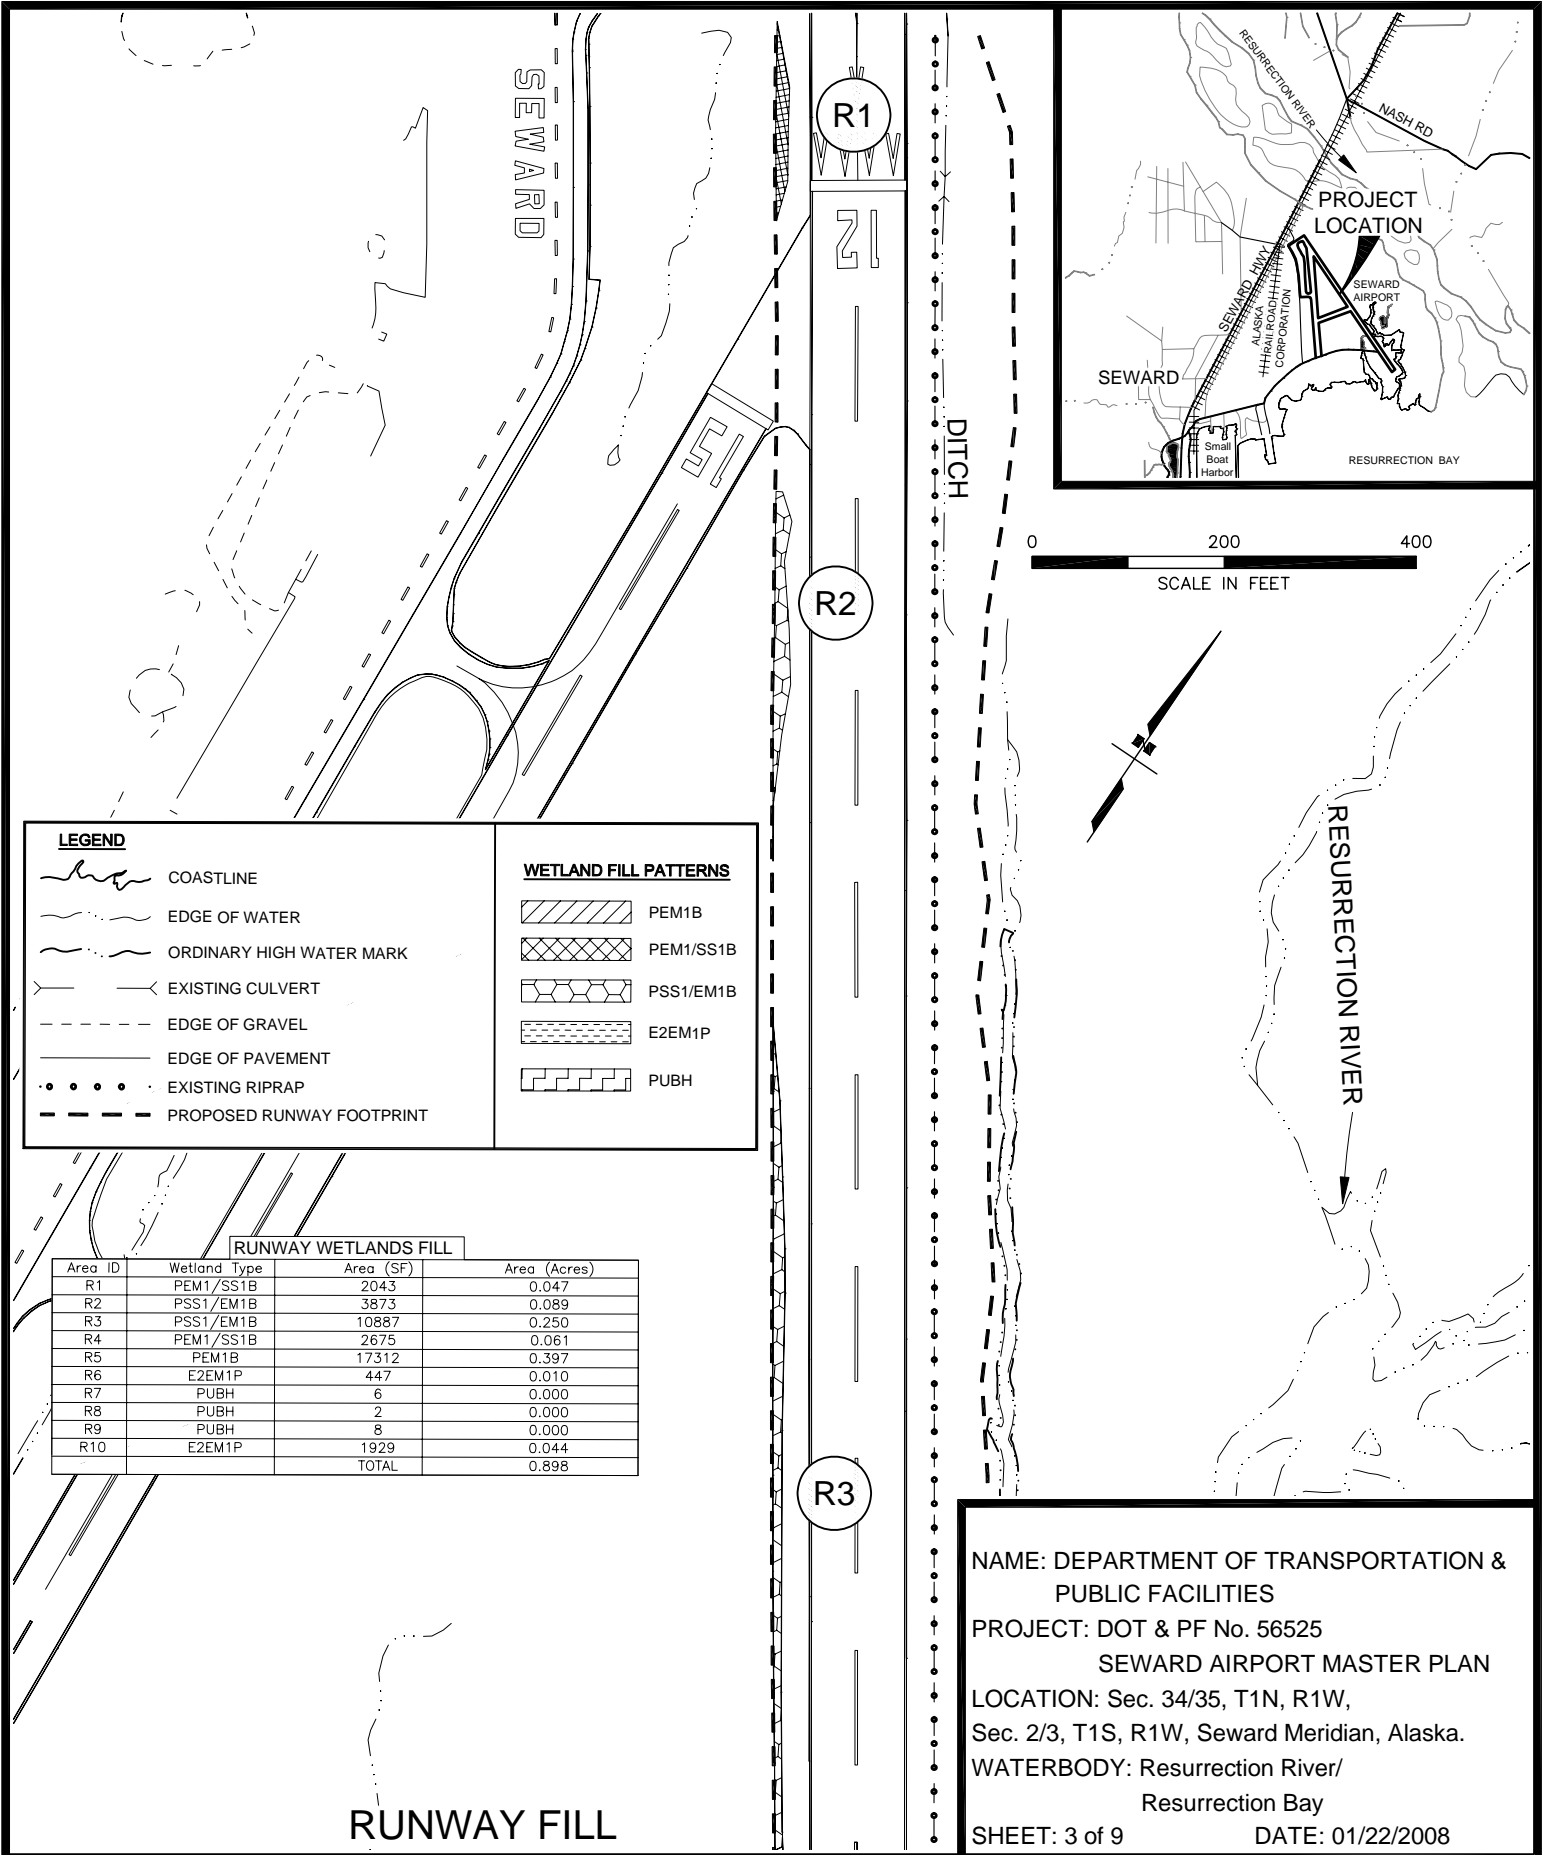 SEWARD
R1
12
15
DITCH
R2
R3
RESURRECTION RIVER
NASH RD
PROJECT
LOCATION
SEWARD HWY
ALASKA
RAILROAD
CORPORATION
SEWARD
AIRPORT
SEWARD
Small
Boat
Harbor
RESURRECTION BAY
0 200 400
SCALE IN FEET
N
RESURRECTION RIVER
LEGEND
COASTLINE
EDGE OF WATER
ORDINARY HIGH WATER MARK
EXISTING CULVERT
EDGE OF GRAVEL
EDGE OF PAVEMENT
EXISTING RIPRAP
PROPOSED RUNWAY FOOTPRINT
WETLAND FILL PATTERNS
PEM1B
PEM1/SS1B
PSS1/EM1B
E2EM1P
PUBH
RUNWAY WETLANDS FILL
Area ID Wetland Type Area (SF) Area (Acres)
R1 PEM1/SS1B 2043 0.047
R2 PSS1/EM1B 3873 0.089
R3 PSS1/EM1B 10887 0.250
R4 PEM1/SS1B 2675 0.061
R5 PEM1B 17312 0.397
R6 E2EM1P 447 0.010
R7 PUBH 6 0.000
R8 PUBH 2 0.000
R9 PUBH 8 0.000
R10 E2EM1P 1929 0.044
TOTAL 0.898
RUNWAY FILL
NAME: DEPARTMENT OF TRANSPORTATION &
PUBLIC FACILITIES
PROJECT: DOT & PF No. 56525
SEWARD AIRPORT MASTER PLAN
LOCATION: Sec. 34/35, T1N, R1W,
Sec. 2/3, T1S, R1W, Seward Meridian, Alaska.
WATERBODY: Resurrection River/
Resurrection Bay
SHEET: 3 of 9 DATE: 01/22/2008